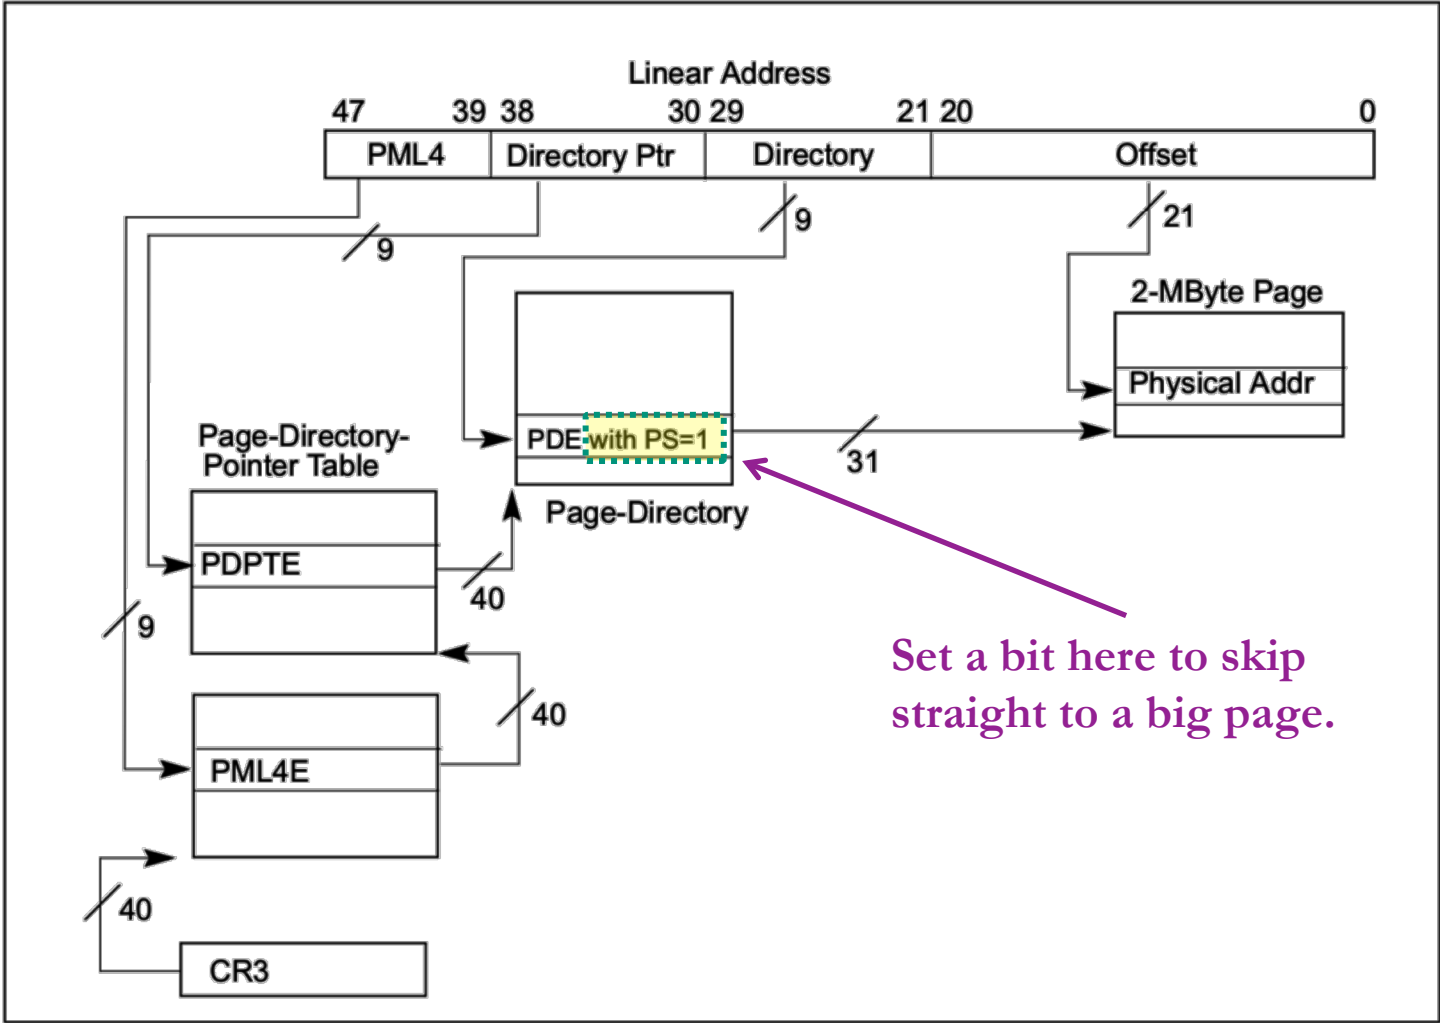 Linear Address
47 39 38 30 29 21 20 0
PML4 Directory Ptr Directory Offset
9
9
21
2-MByte Page
Physical Addr
PDE with PS=1
31
Page-Directory
Page-Directory-
Pointer Table
PDPTE
40
9
PML4E
40
40
CR3
Set a bit here to skip
straight to a big page.